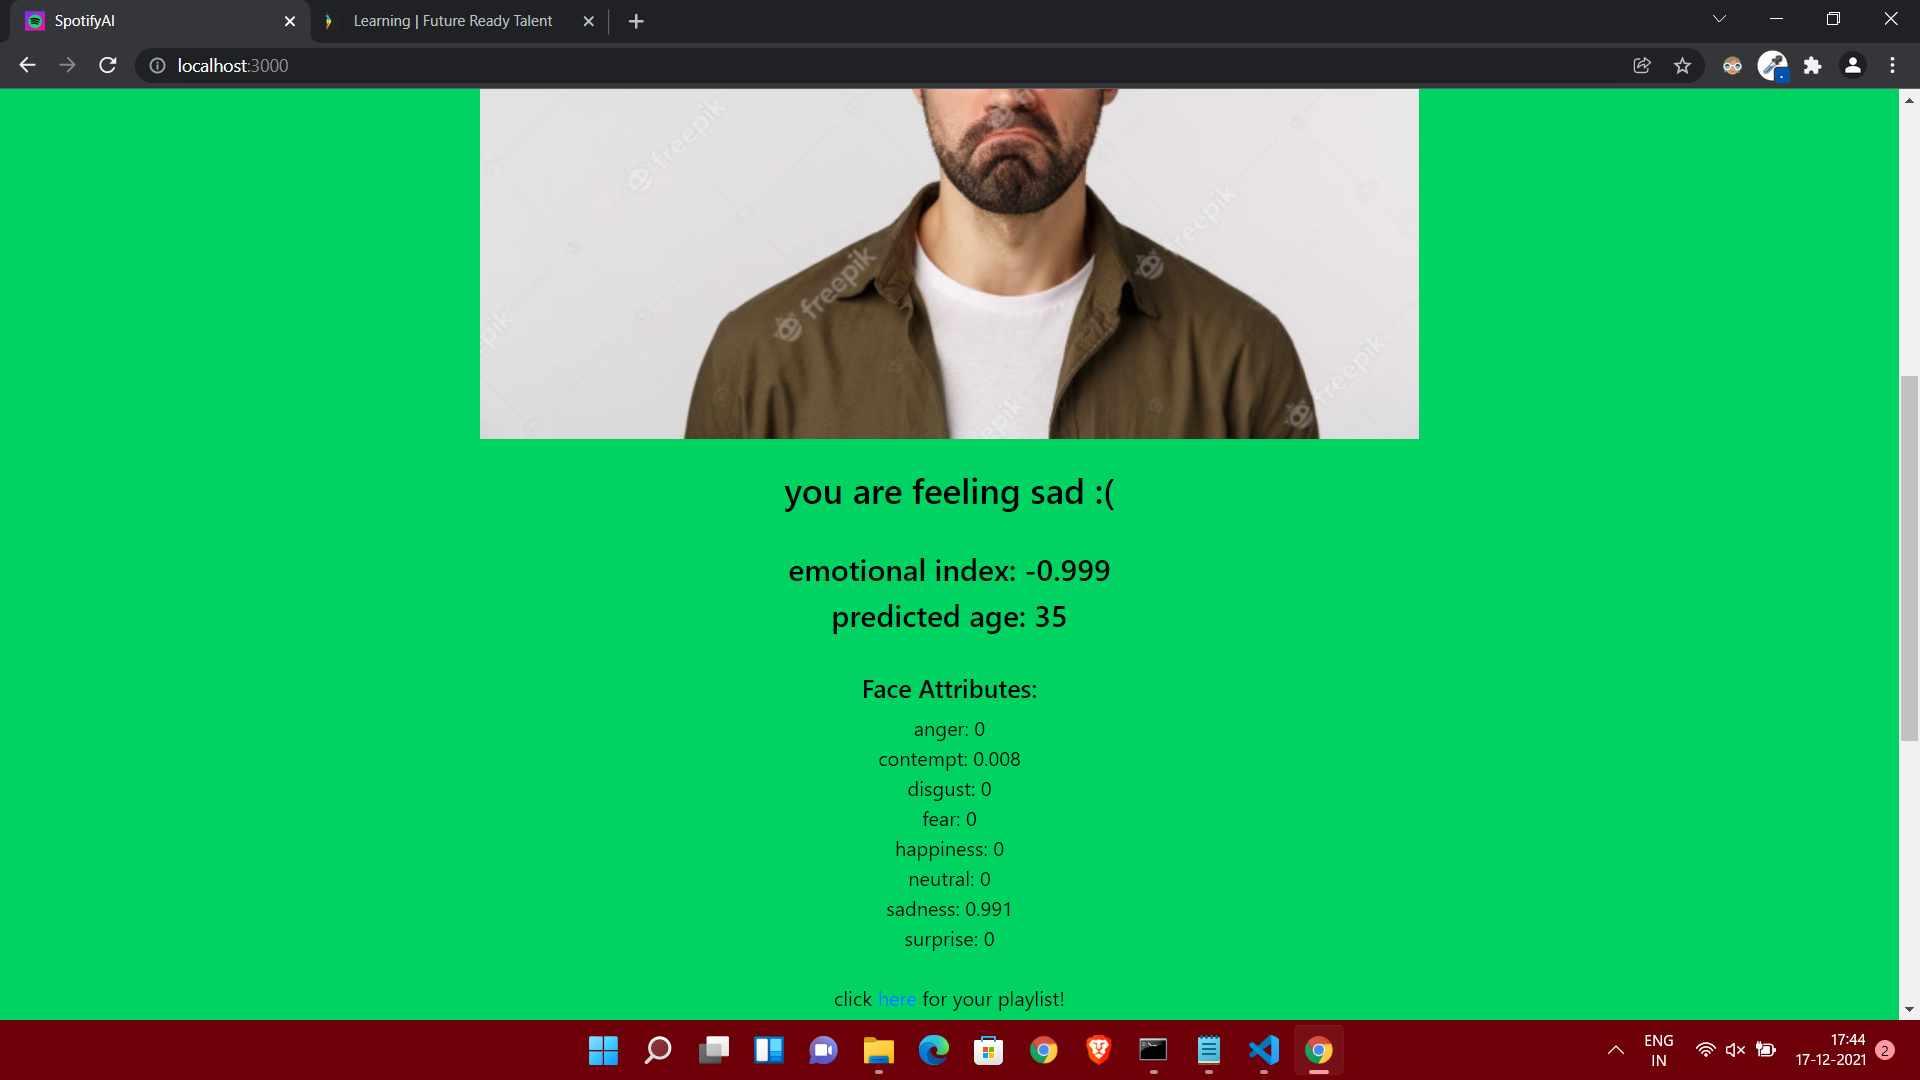 SpotifyAI
Learning | Future Ready Talent
localhost:3000
freepik
freepik
freepik
freepik
freepik
you are feeling sad :(
emotional index: -0.999
predicted age: 35
Face Attributes:
anger: 0
contempt: 0.008
disgust: 0
fear: 0
happiness: 0
neutral: 0
sadness: 0.991
surprise: 0
click here for your playlist!
ENG
IN
17:44
17-12-2021
2